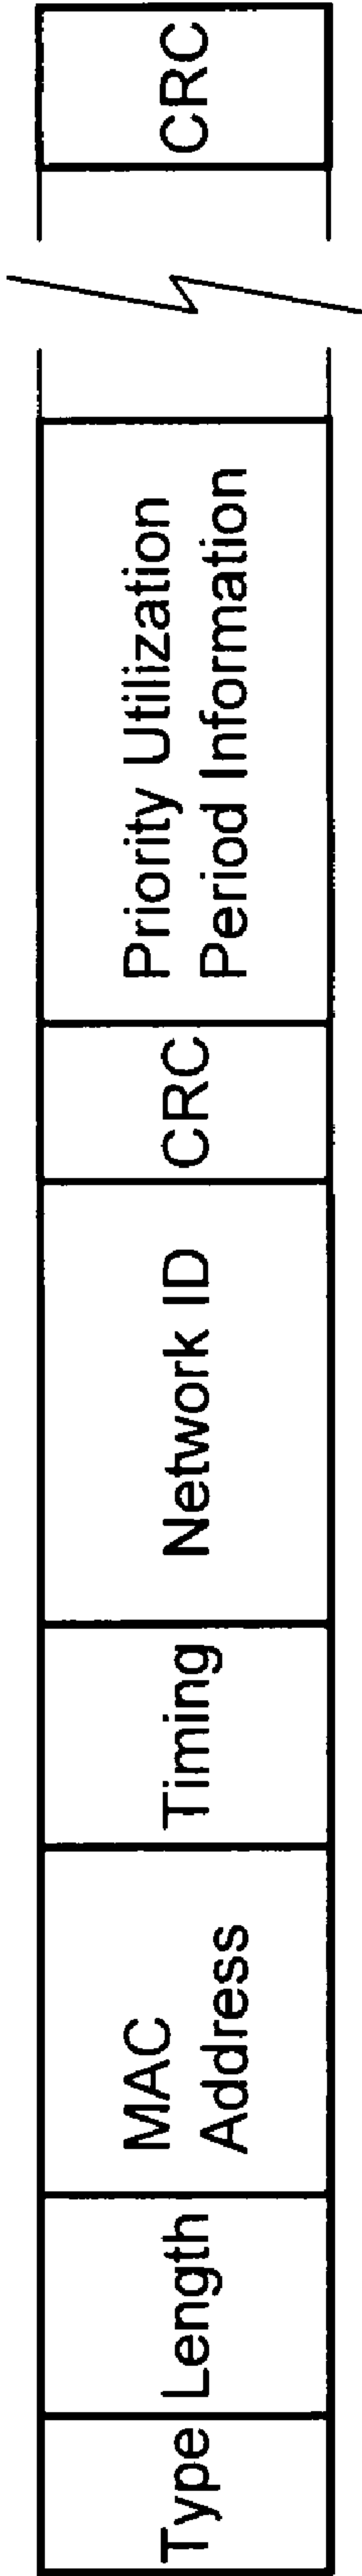 Type
Length
MAC
Address
Timing
Network ID
CRC
Priority Utilization
Period Information
CRC